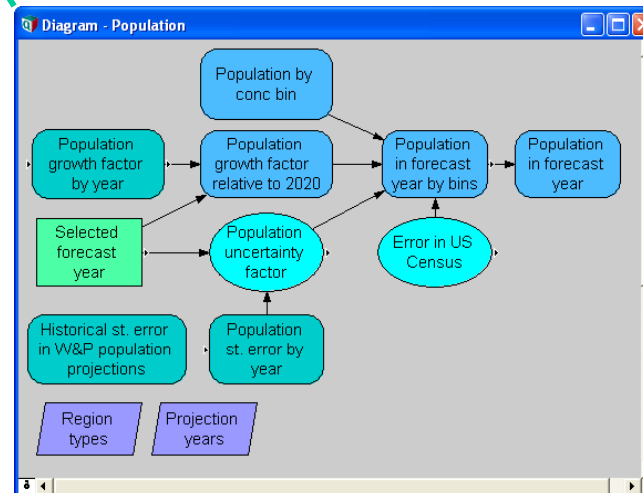 Diagram - Population
Population by
conc bin
Population
growth factor
by year
Population
growth factor
relative to 2020
Population
in forecast
year by bins
Population
in forecast
year
Selected
forecast
year
Population
uncertainty
factor
Error in US
Census
Historical st. error
in W&P population
projections
Population
st. error by
year
Region
types
Projection
years